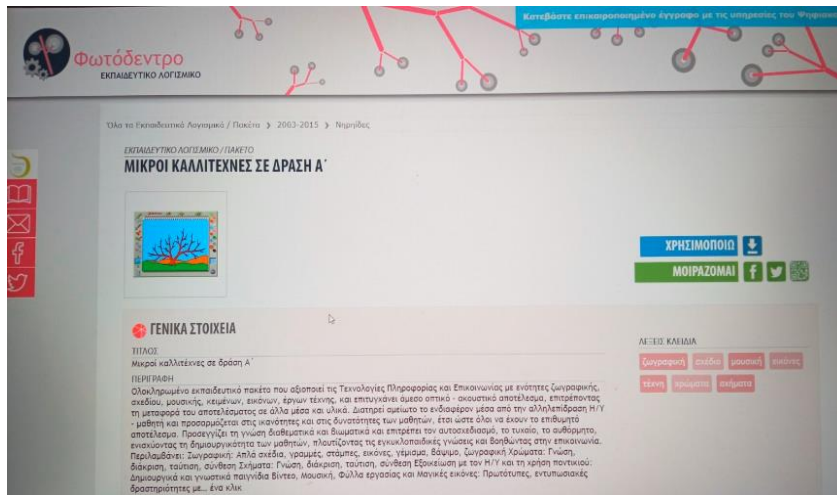 Κατεβάστε επικαιροποιημένο έγγραφο με τις υπηρεσίες του Ψηφιακο
Φωτόδεντρο
ΕΚΠΑΙΔΕΥΤΙΚΟ ΛΟΓΙΣΜΙΚΟ
Όλα τα Εκπαιδευτικά Λογισμικά / Πακέτα > 2003-2015 > Νηρηίδες
ΕΚΠΑΙΔΕΥΤΙΚΟ ΛΟΓΙΣΜΙΚΟ / ΠΑΚΕΤΟ
ΜΙΚΡΟΙ ΚΑΛΛΙΤΕΧΝΕΣ ΣΕ ΔΡΑΣΗ Α΄
ΧΡΗΣΙΜΟΠΟΙΩ
ΜΟΙΡΑΖΟΜΑΙ
ΓΕΝΙΚΑ ΣΤΟΙΧΕΙΑ
ΤΙΤΛΟΣ
Μικροί καλλιτέχνες σε δράση Α΄
ΠΕΡΙΓΡΑΦΗ
Ολοκληρωμένο εκπαιδευτικό πακέτο που αξιοποιεί τις Τεχνολογίες Πληροφορίας και Επικοινωνίας με ενότητες ζωγραφικής,
σχεδίου, μουσικής, κειμένων, εικόνων, έργων τέχνης, και επιτυγχάνει άμεσο οπτικό - ακουστικό αποτέλεσμα, επιτρέποντας
τη μεταφορά του αποτελέσματος σε άλλα μέσα και υλικά. Διατηρεί αμείωτο το ενδιαφέρον μέσα από την αλληλεπίδραση Η/Υ
- μαθητή και προσαρμόζεται στις ικανότητες και στις δυνατότητες των μαθητών, έτσι ώστε όλοι να έχουν το επιθυμητό
αποτέλεσμα. Προσεγγίζει τη γνώση διαθεματικά και βιωματικά και επιτρέπει τον αυτοσχεδιασμό, το τυχαίο, το αυθόρμητο,
ενισχύοντας τη δημιουργικότητα των μαθητών, πλουτίζοντας τις εγκυκλοπαιδικές γνώσεις και βοηθώντας στην επικοινωνία.
Περιλαμβάνει: Ζωγραφική: Απλά σχέδια, γραμμές, στάμπες, εικόνες, γέμισμα, βάψιμο, ζωγραφική Χρώματα: Γνώση,
διάκριση, ταύτιση, σύνθεση Σχήματα: Γνώση, διάκριση, ταύτιση, σύνθεση Εξοικείωση με τον Η/Υ και τη χρήση ποντικιού:
Δημιουργικά και γνωστικά παιγνίδια Βίντεο, Μουσική, Φύλλα εργασίας και Μαγικές εικόνες: Πρωτότυπες, εντυπωσιακές
δραστηριότητες με... ένα κλικ
ΛΕΞΕΙΣ ΚΛΕΙΔΙΑ
ζωγραφική σχέδιο μουσική εικόνες
τέχνη χρώματα σχήματα